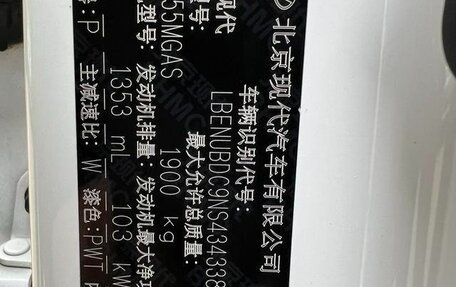 北京现代汽车有限公司
车辆识别代号:
LBENUBDC9NS434338
现代
最大允许总质量:
1900 kg
55MGAS
发动机排量: 发动机最大净功
1353 mL 103 kW
主减速比: W 漆色:PWT
: P